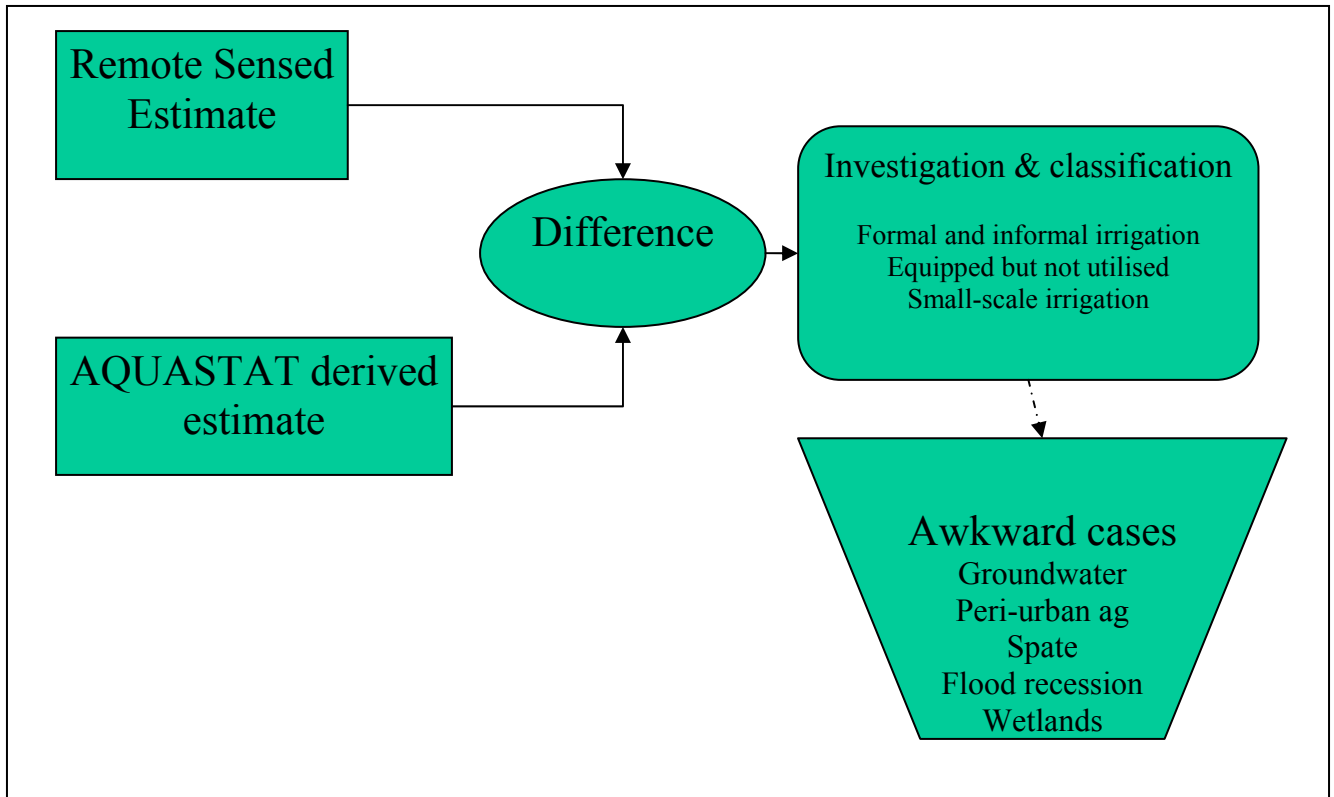 Remote Sensed
Estimate
Difference
AQUASTAT derived
estimate
Investigation & classification
Formal and informal irrigation
Equipped but not utilised
Small-scale irrigation
Awkward cases
Groundwater
Peri-urban ag
Spate
Flood recession
Wetlands